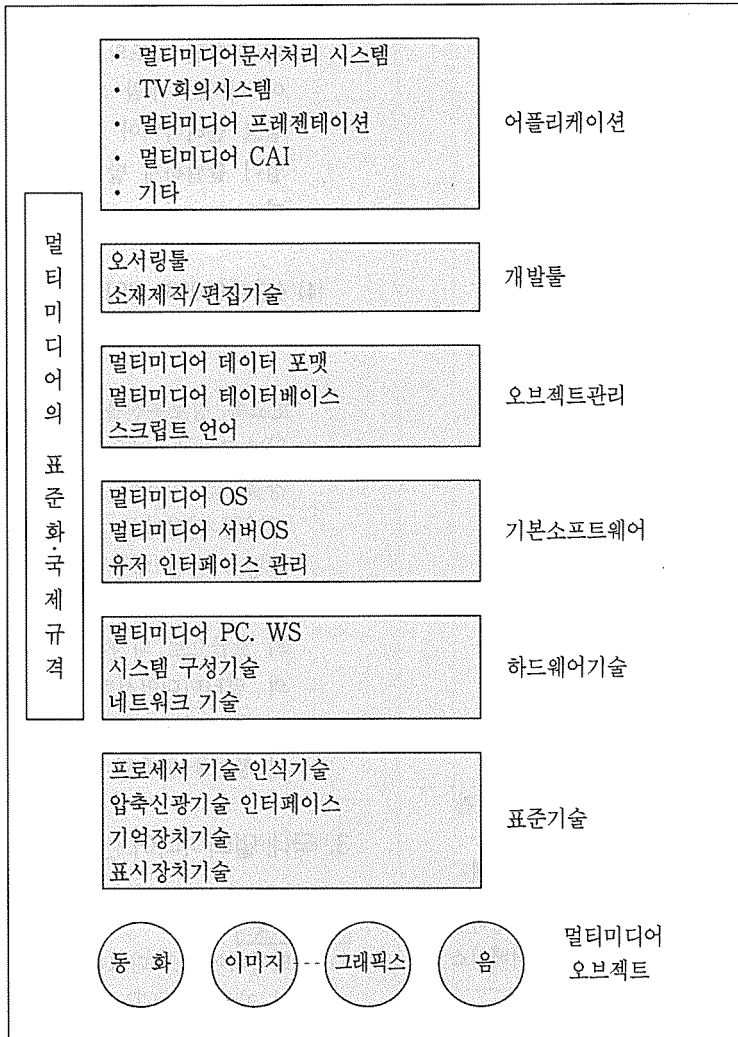 · 멀티미디어문서처리 시스템
· TV회의시스템
· 멀티미디어 프레젠테이션
· 멀티미디어 CAI
· 기타
어플리케이션
멀티미디어의 표준화·국제규격
오서링툴
소재제작/편집기술
개발툴
멀티미디어 데이터 포맷
멀티미디어 테이터베이스
스크립트 언어
오브젝트관리
멀티미디어 OS
멀티미디어 서버OS
유저 인터페이스 관리
기본소프트웨어
멀티미디어 PC. WS
시스템 구성기술
네트워크 기술
하드웨어기술
프로세서 기술 인식기술
압축신광기술 인터페이스
기억장치기술
표시장치기술
표준기술
동 화
이미지
그래픽스
음
멀티미디어
오브젝트